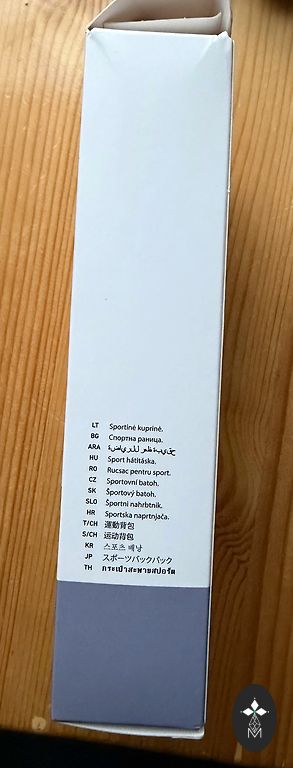 LT Sportinė kuprinė.
BG Спортна раница.
ARA حقيبة ظهر للرياضة
HU Sport hátitáska.
RO Rucsac pentru sport.
CZ Sportovní batoh.
SK Športový batoh.
SLO Športni nahrbtnik.
HR Sportska naprtnjača.
T/CH 運動背包
S/CH 运动背包
KR 스포츠 배낭
JP スポーツバックパック
TH กระเป๋าสะพายสปอร์ต
M